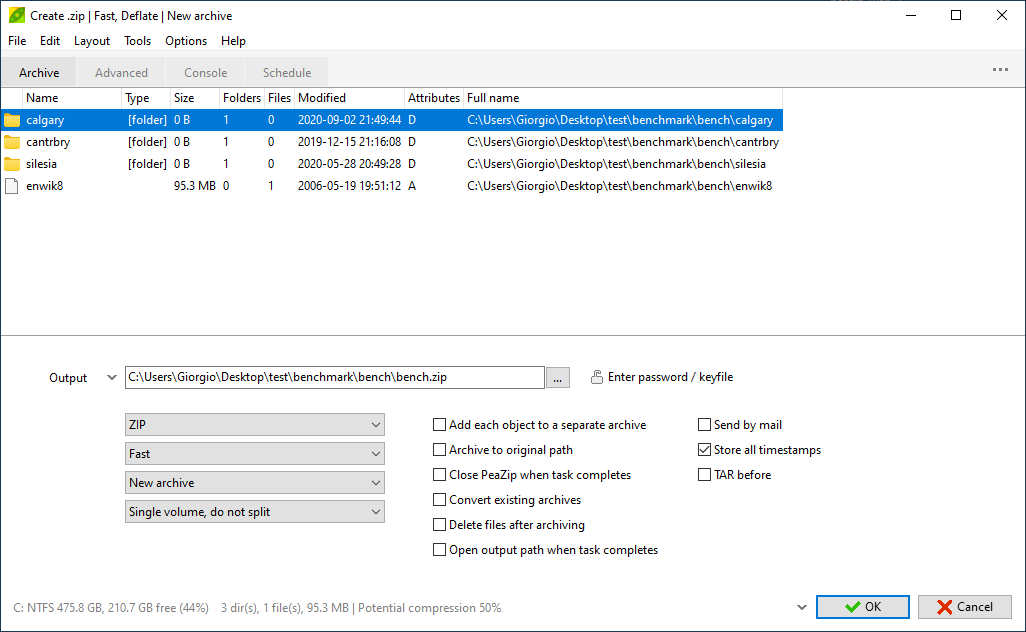 Create .zip | Fast, Deflate | New archive
File Edit Layout Tools Options Help
Archive Advanced Console Schedule ...
Name Type Size Folders Files Modified Attributes Full name
calgary [folder] 0 B 1 0 2020-09-02 21:49:44 D C:\Users\Giorgio\Desktop\test\benchmark\bench\calgary
cantrbry [folder] 0 B 1 0 2019-12-15 21:16:08 D C:\Users\Giorgio\Desktop\test\benchmark\bench\cantrbry
silesia [folder] 0 B 1 0 2020-05-28 20:49:28 D C:\Users\Giorgio\Desktop\test\benchmark\bench\silesia
enwik8 95.3 MB 0 1 2006-05-19 19:51:12 A C:\Users\Giorgio\Desktop\test\benchmark\bench\enwik8
Output C:\Users\Giorgio\Desktop\test\benchmark\bench\bench.zip ... Enter password / keyfile
ZIP Add each object to a separate archive Send by mail
Fast Archive to original path Store all timestamps
New archive Close PeaZip when task completes TAR before
Single volume, do not split Convert existing archives
Delete files after archiving
Open output path when task completes
C: NTFS 475.8 GB, 210.7 GB free (44%) 3 dir(s), 1 file(s), 95.3 MB | Potential compression 50% OK Cancel